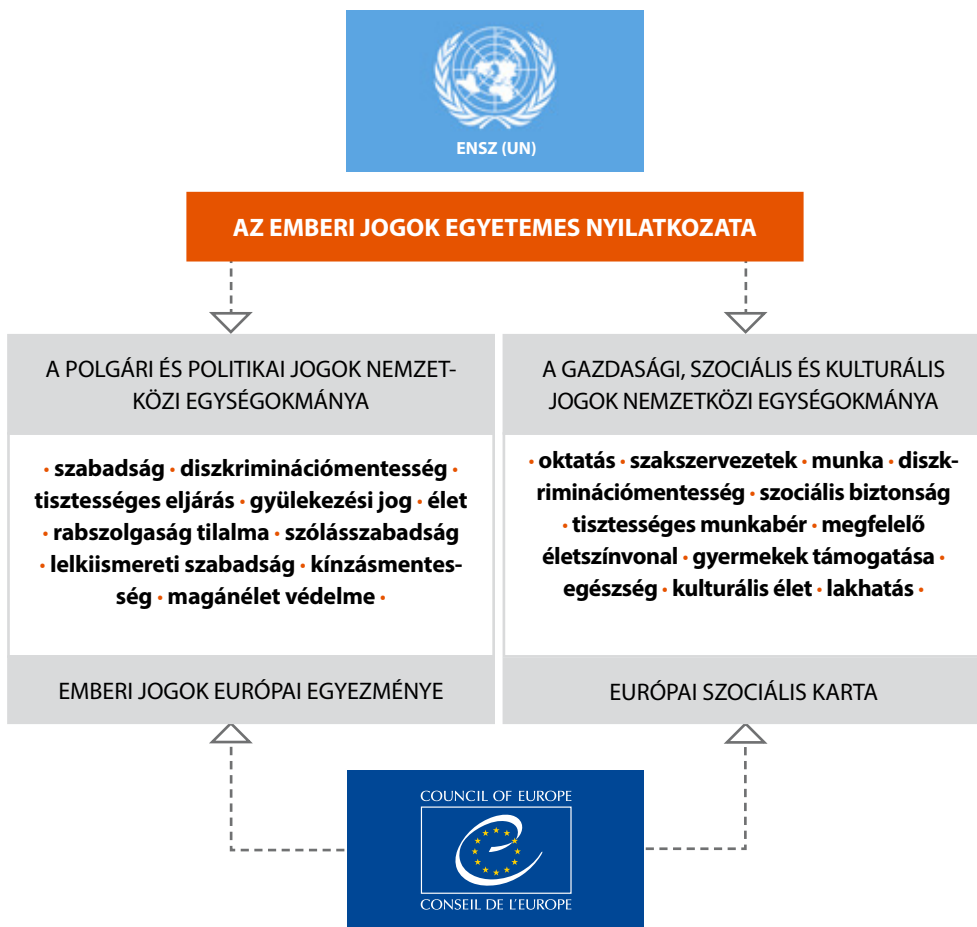 ENSZ (UN)
AZ EMBERI JOGOK EGYETEMES NYILATKOZATA
A POLGÁRI ÉS POLITIKAI JOGOK NEMZET-
KÖZI EGYSÉGOKMÁNYA
• szabadság • diszkriminációmentesség •
tisztességes eljárás • gyülekezési jog • élet
• rabszolgaság tilalma • szólásszabadság
• lelkiismereti szabadság • kínzásmentes-
ség • magánélet védelme •
EMBERI JOGOK EURÓPAI EGYEZMÉNYE
A GAZDASÁGI, SZOCIÁLIS ÉS KULTURÁLIS
JOGOK NEMZETKÖZI EGYSÉGOKMÁNYA
• oktatás • szakszervezetek • munka • diszk-
riminációmentesség • szociális biztonság
• tisztességes munkabér • megfelelő
életszínvonal • gyermekek támogatása •
egészség • kulturális élet • lakhatás •
EURÓPAI SZOCIÁLIS KARTA
COUNCIL OF EUROPE
CONSEIL DE L'EUROPE